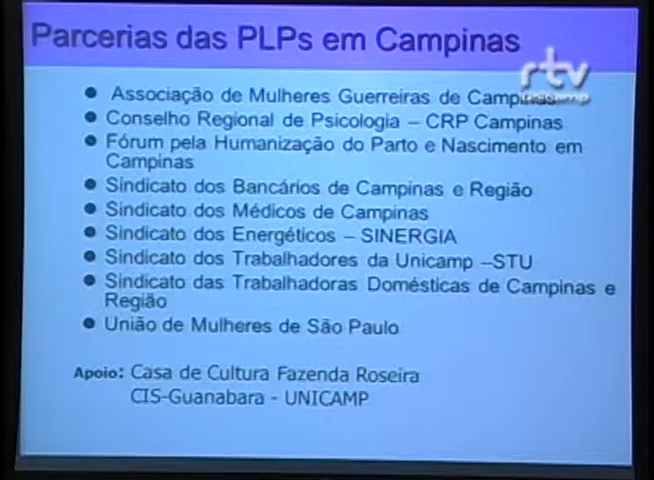 Parcerias das PLPs em Campinas
rtv
Associação de Mulheres Guerreiras de Campinas
Conselho Regional de Psicologia – CRP Campinas
Fórum pela Humanização do Parto e Nascimento em
Campinas
Sindicato dos Bancários de Campinas e Região
Sindicato dos Médicos de Campinas
Sindicato dos Energéticos – SINERGIA
Sindicato dos Trabalhadores da Unicamp –STU
Sindicato das Trabalhadoras Domésticas de Campinas e
Região
União de Mulheres de São Paulo
Apoio: Casa de Cultura Fazenda Roseira
CIS-Guanabara - UNICAMP